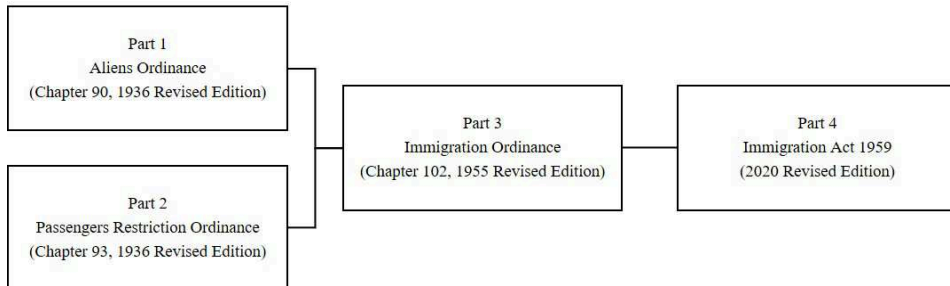 Part 1
Aliens Ordinance
(Chapter 90, 1936 Revised Edition)
Part 2
Passengers Restriction Ordinance
(Chapter 93, 1936 Revised Edition)
Part 3
Immigration Ordinance
(Chapter 102, 1955 Revised Edition)
Part 4
Immigration Act 1959
(2020 Revised Edition)